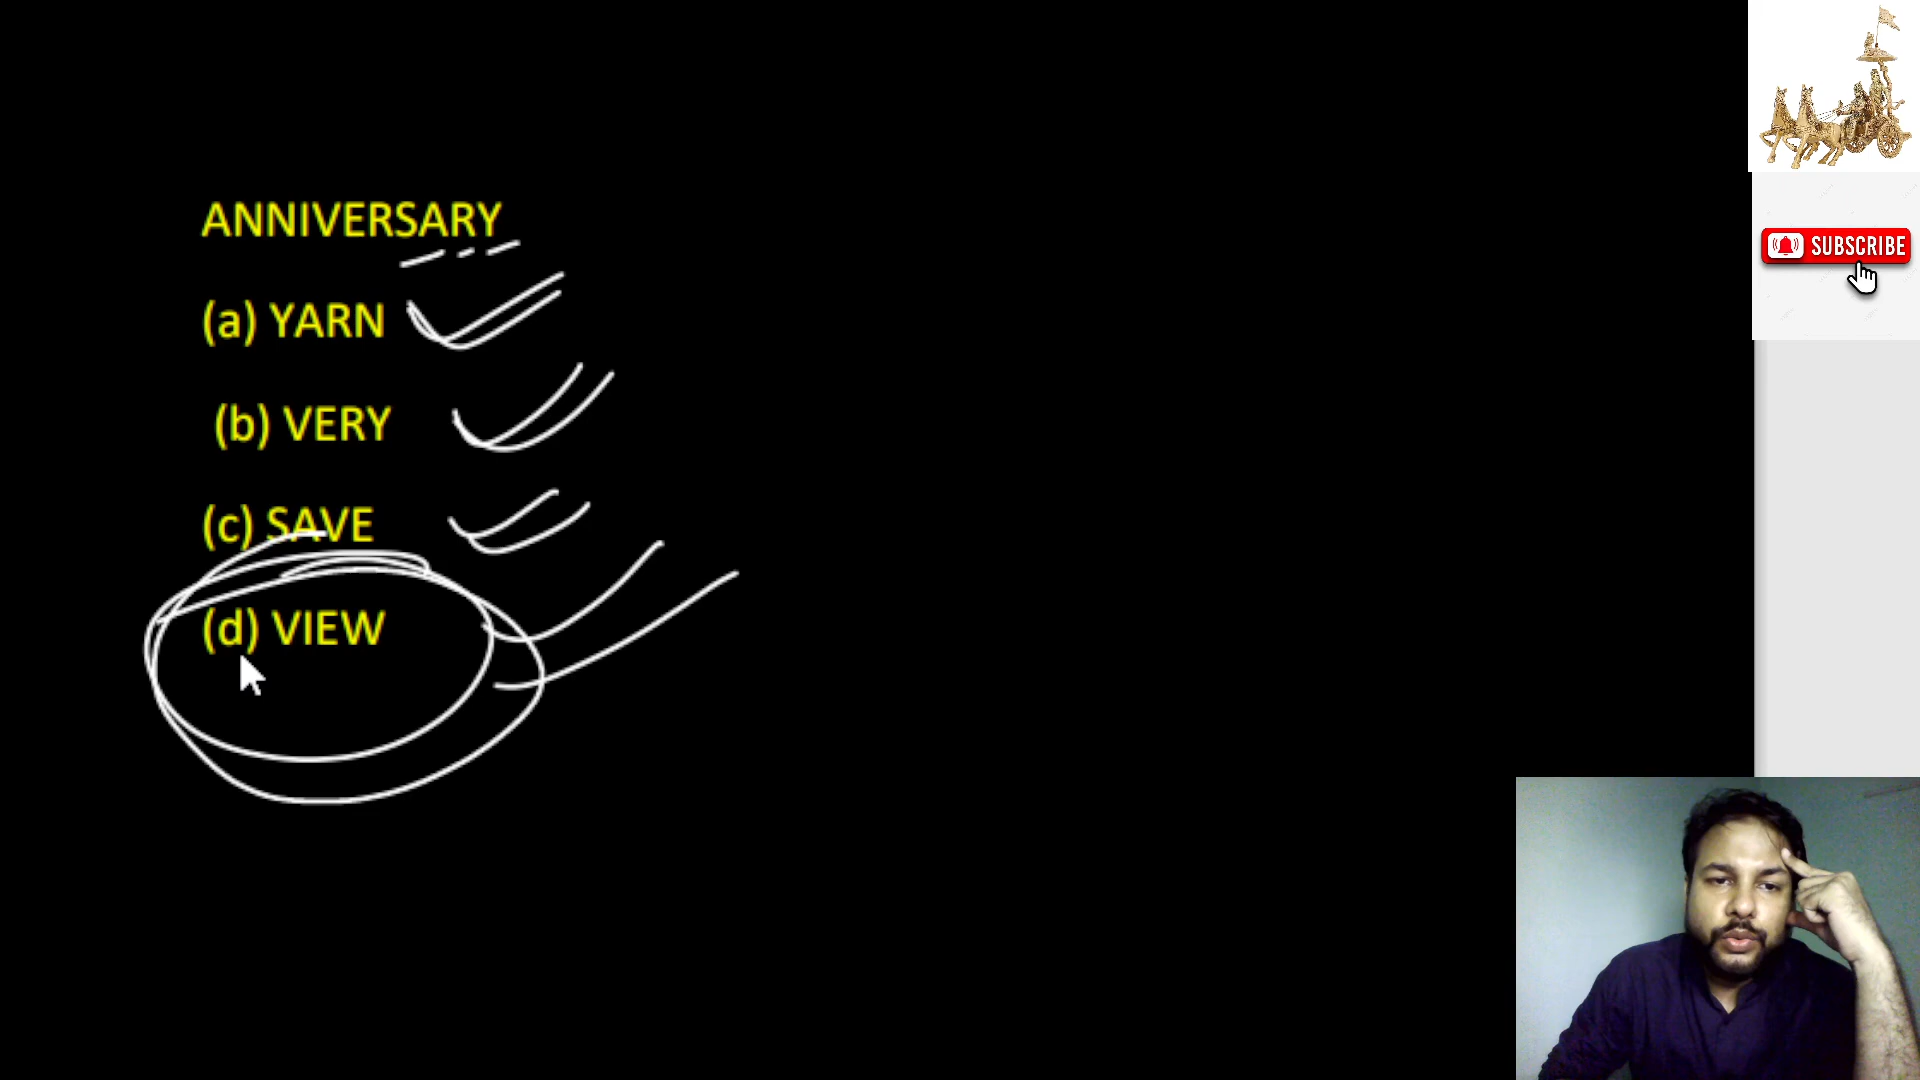 ANNIVERSARY
(a) YARN
(b) VERY
(c) SAVE
(d) VIEW
SUBSCRIBE